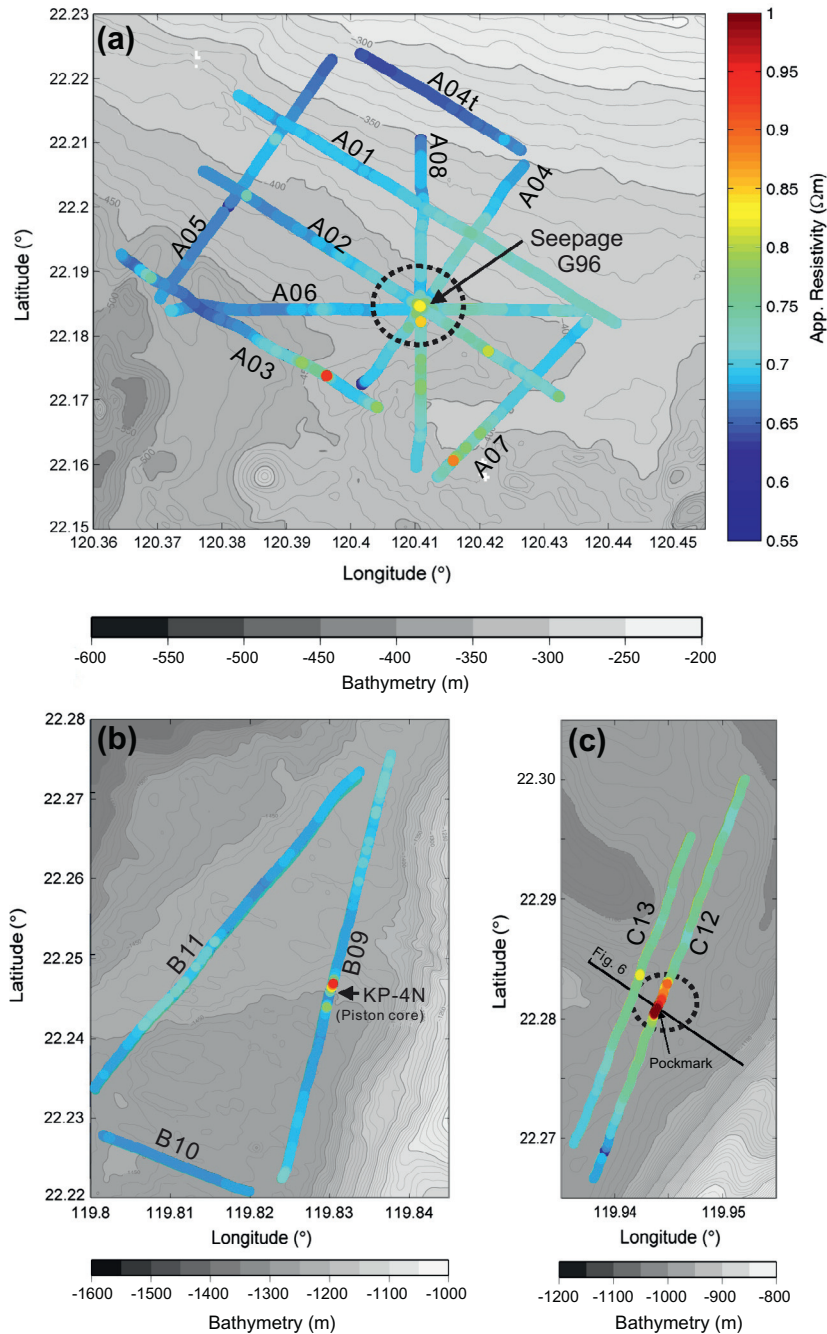 (a)
22.23
22.22
22.21
22.2
22.19
22.18
22.17
22.16
22.15
Latitude (°)
120.36 120.37 120.38 120.39 120.4 120.41 120.42 120.43 120.44 120.45
Longitude (°)
A04t
A01
A08
A04
A05
A02
A06
A03
A07
Seepage
G96
-300
-350
-400
-450
1
0.95
0.9
0.85
0.8
0.75
0.7
0.65
0.6
0.55
App. Resistivity (Ωm)
-600 -550 -500 -450 -400 -350 -300 -250 -200
Bathymetry (m)
(b)
22.28
22.27
22.26
22.25
22.24
22.23
22.22
Latitude (°)
119.8 119.81 119.82 119.83 119.84
Longitude (°)
B11
B09
B10
KP-4N
(Piston core)
-1600 -1500 -1400 -1300 -1200 -1100 -1000
Bathymetry (m)
(c)
22.30
22.29
22.28
22.27
Latitude (°)
119.94 119.95
Longitude (°)
C13
C12
Fig. 6
Pockmark
-1200 -1100 -1000 -900 -800
Bathymetry (m)